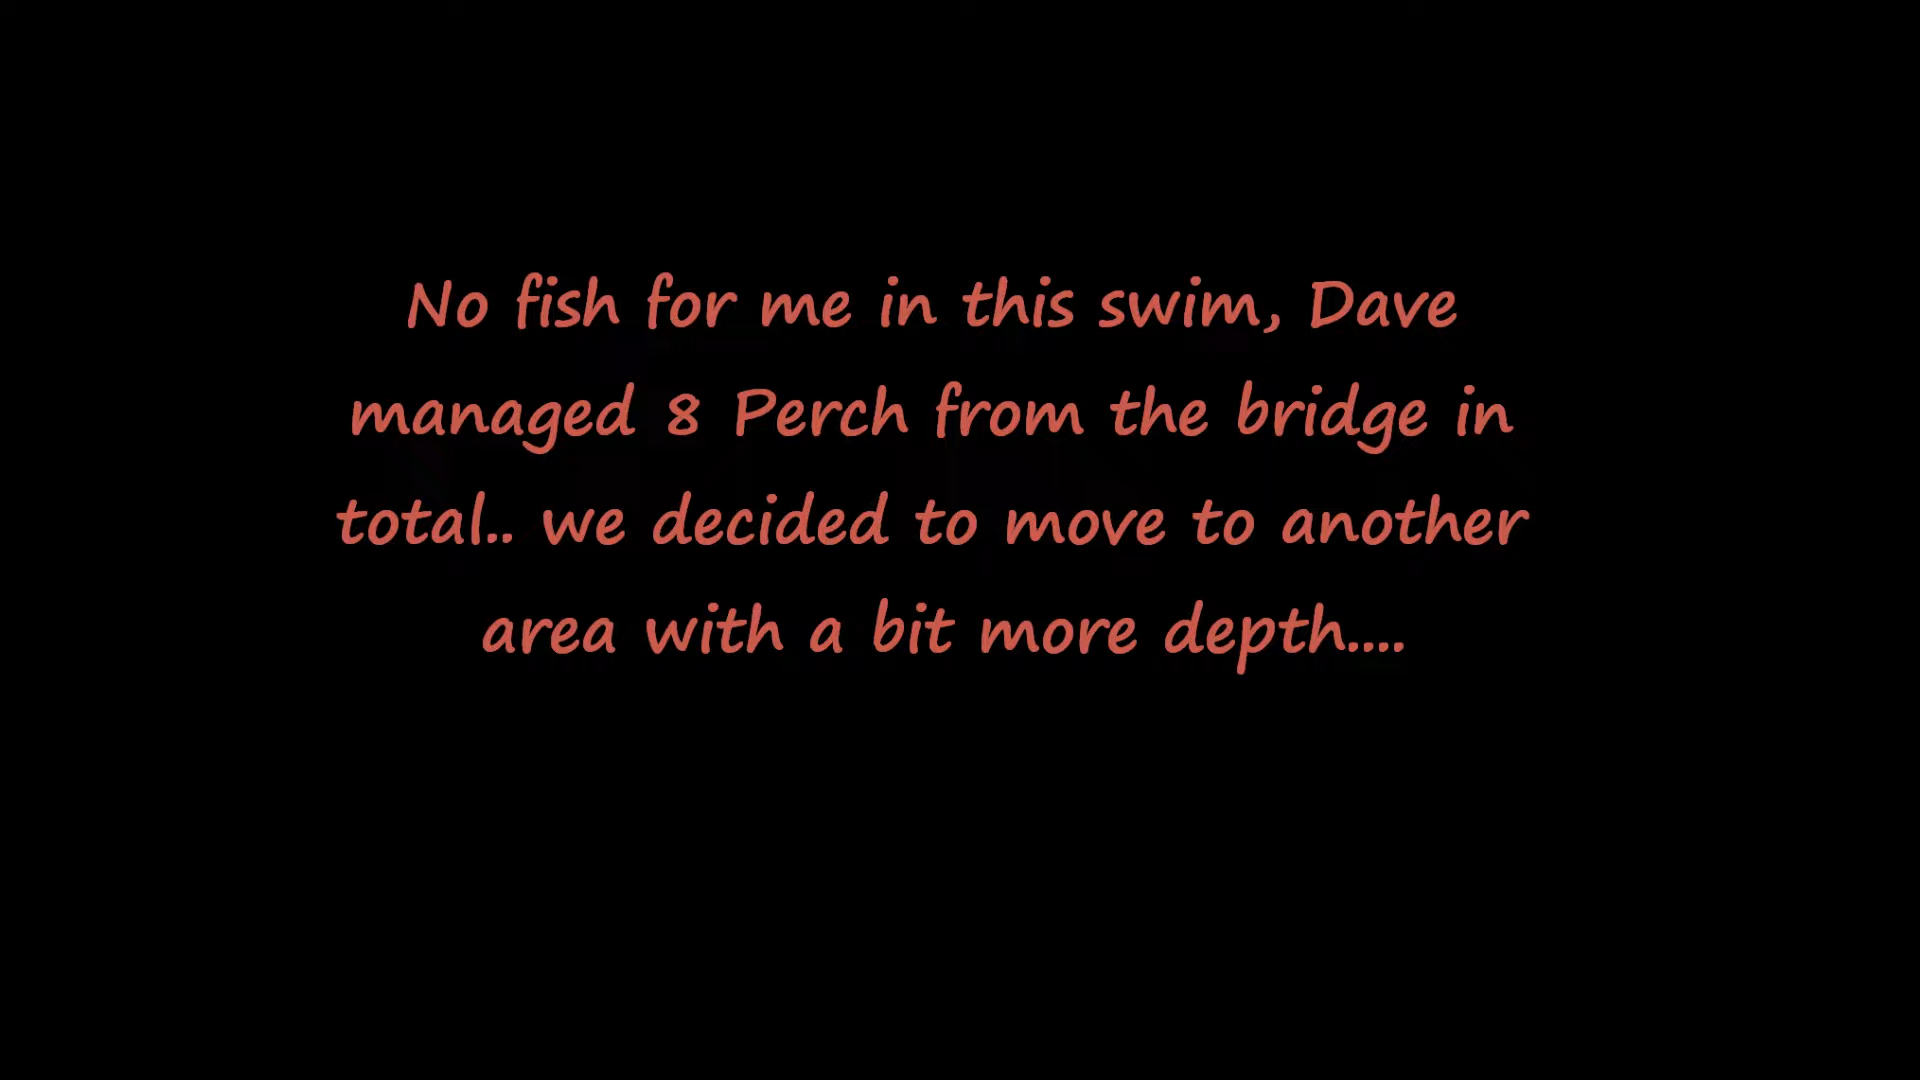 No fish for me in this swim, Dave
managed 8 Perch from the bridge in
total.. we decided to move to another
area with a bit more depth....